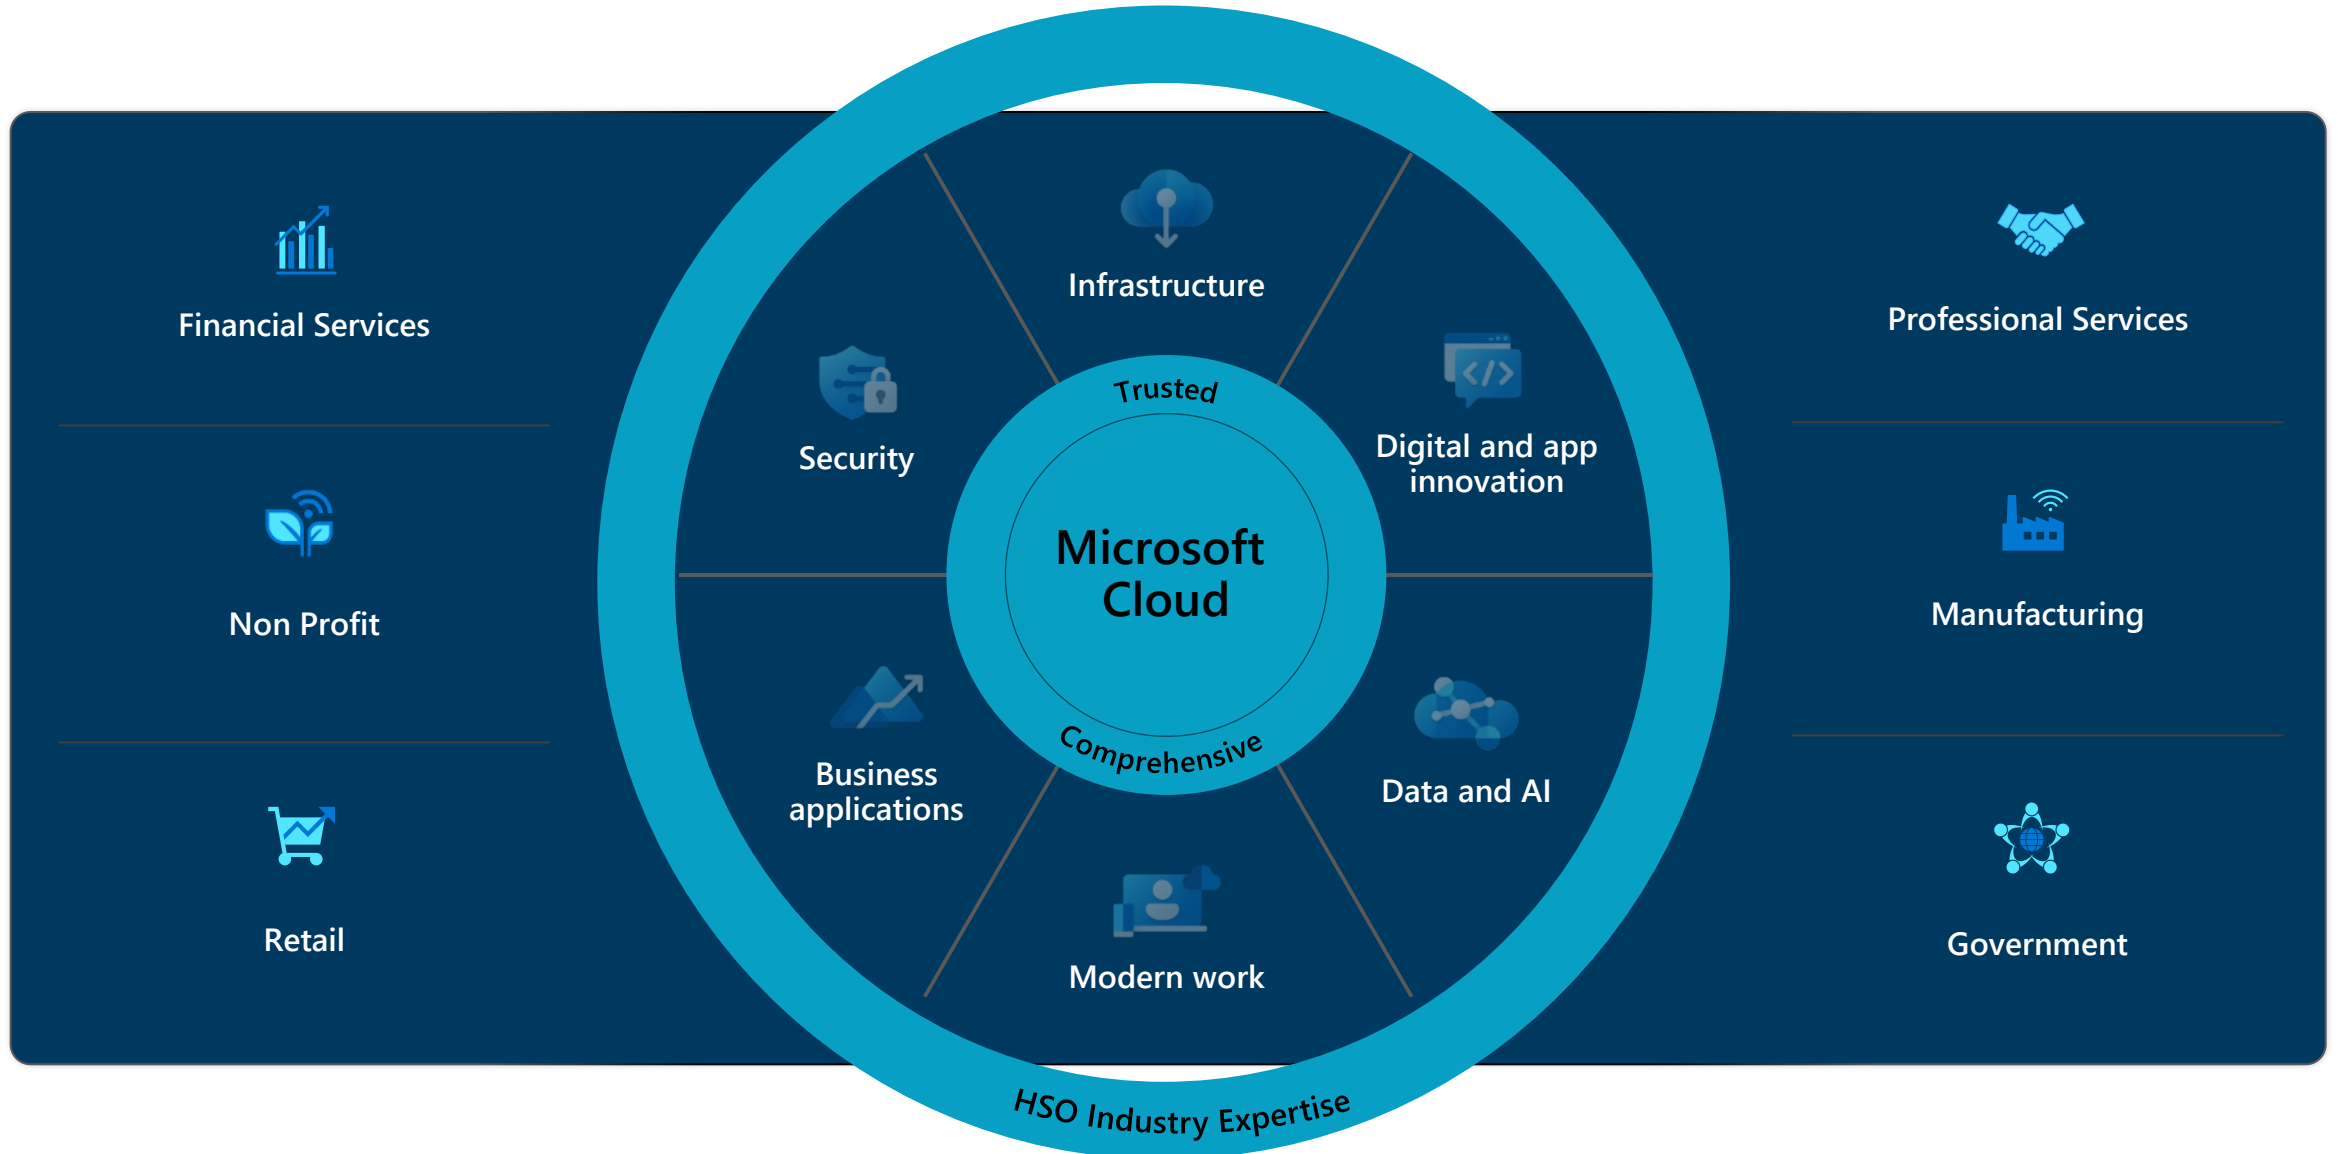 Financial Services
Non Profit
Retail
Infrastructure
Security
Digital and app
innovation
Trusted
Microsoft
Cloud
Comprehensive
Business
applications
Data and AI
Modern work
HSO Industry Expertise
Professional Services
Manufacturing
Government